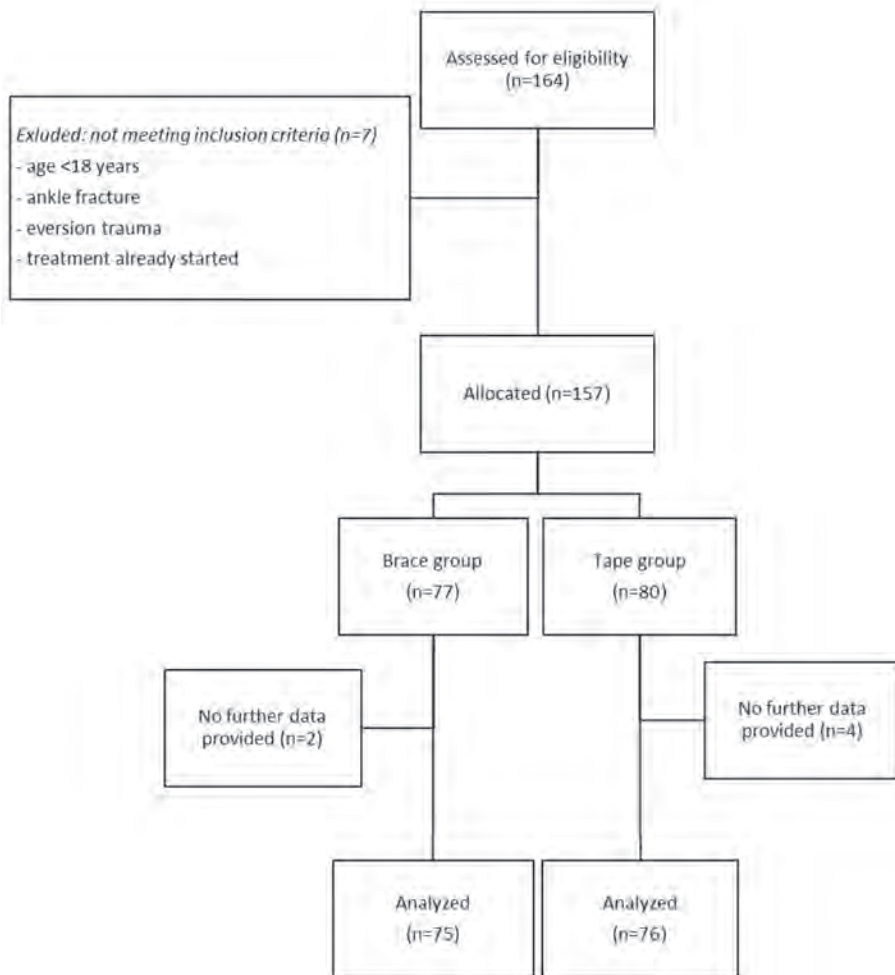 Assessed for eligibility
(n=164)
Exluded: not meeting inclusion criteria (n=7)
- age <18 years
- ankle fracture
- eversion trauma
- treatment already started
Allocated (n=157)
Brace group
(n=77)
Tape group
(n=80)
No further data
provided (n=2)
No further data
provided (n=4)
Analyzed
(n=75)
Analyzed
(n=76)